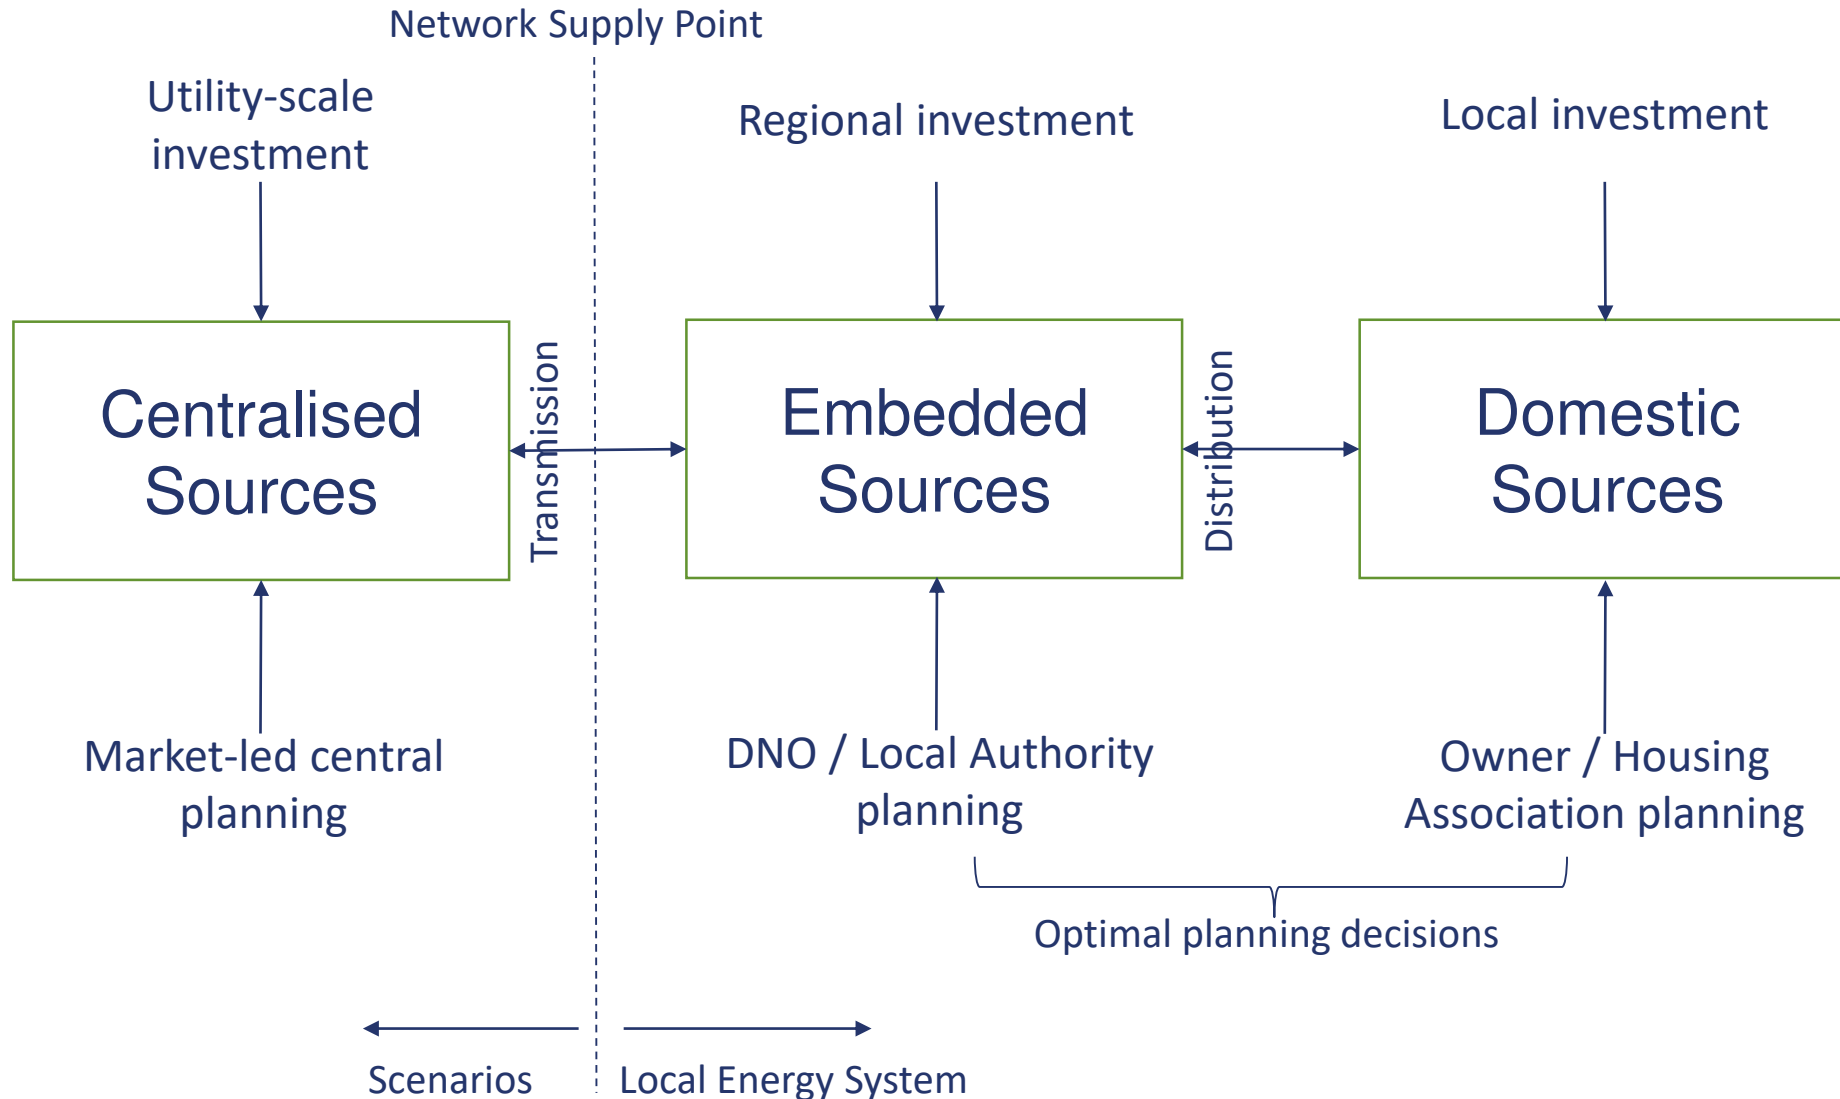 Network Supply Point
Utility-scale
investment
Regional investment
Local investment
Centralised
Sources
Transmission
Embedded
Sources
Distribution
Domestic
Sources
Market-led central
planning
DNO / Local Authority
planning
Owner / Housing
Association planning
Optimal planning decisions
Scenarios
Local Energy System